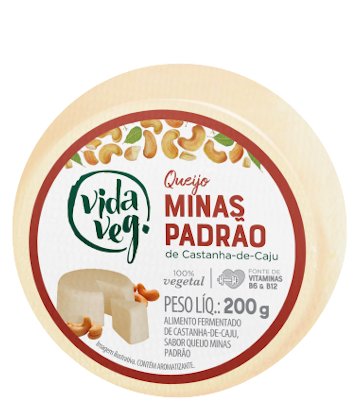 vida
veg.
Queijo
MINAS
PADRÃO
de Castanha-de-Caju
100%
vegetal
FONTE DE
VITAMINAS
B6 & B12
PESO LÍQ.: 200g
ALIMENTO FERMENTADO
DE CASTANHA-DE-CAJU,
SABOR QUEIJO MINAS
PADRÃO
Imagem ilustrativa. CONTÉM AROMATIZANTE.